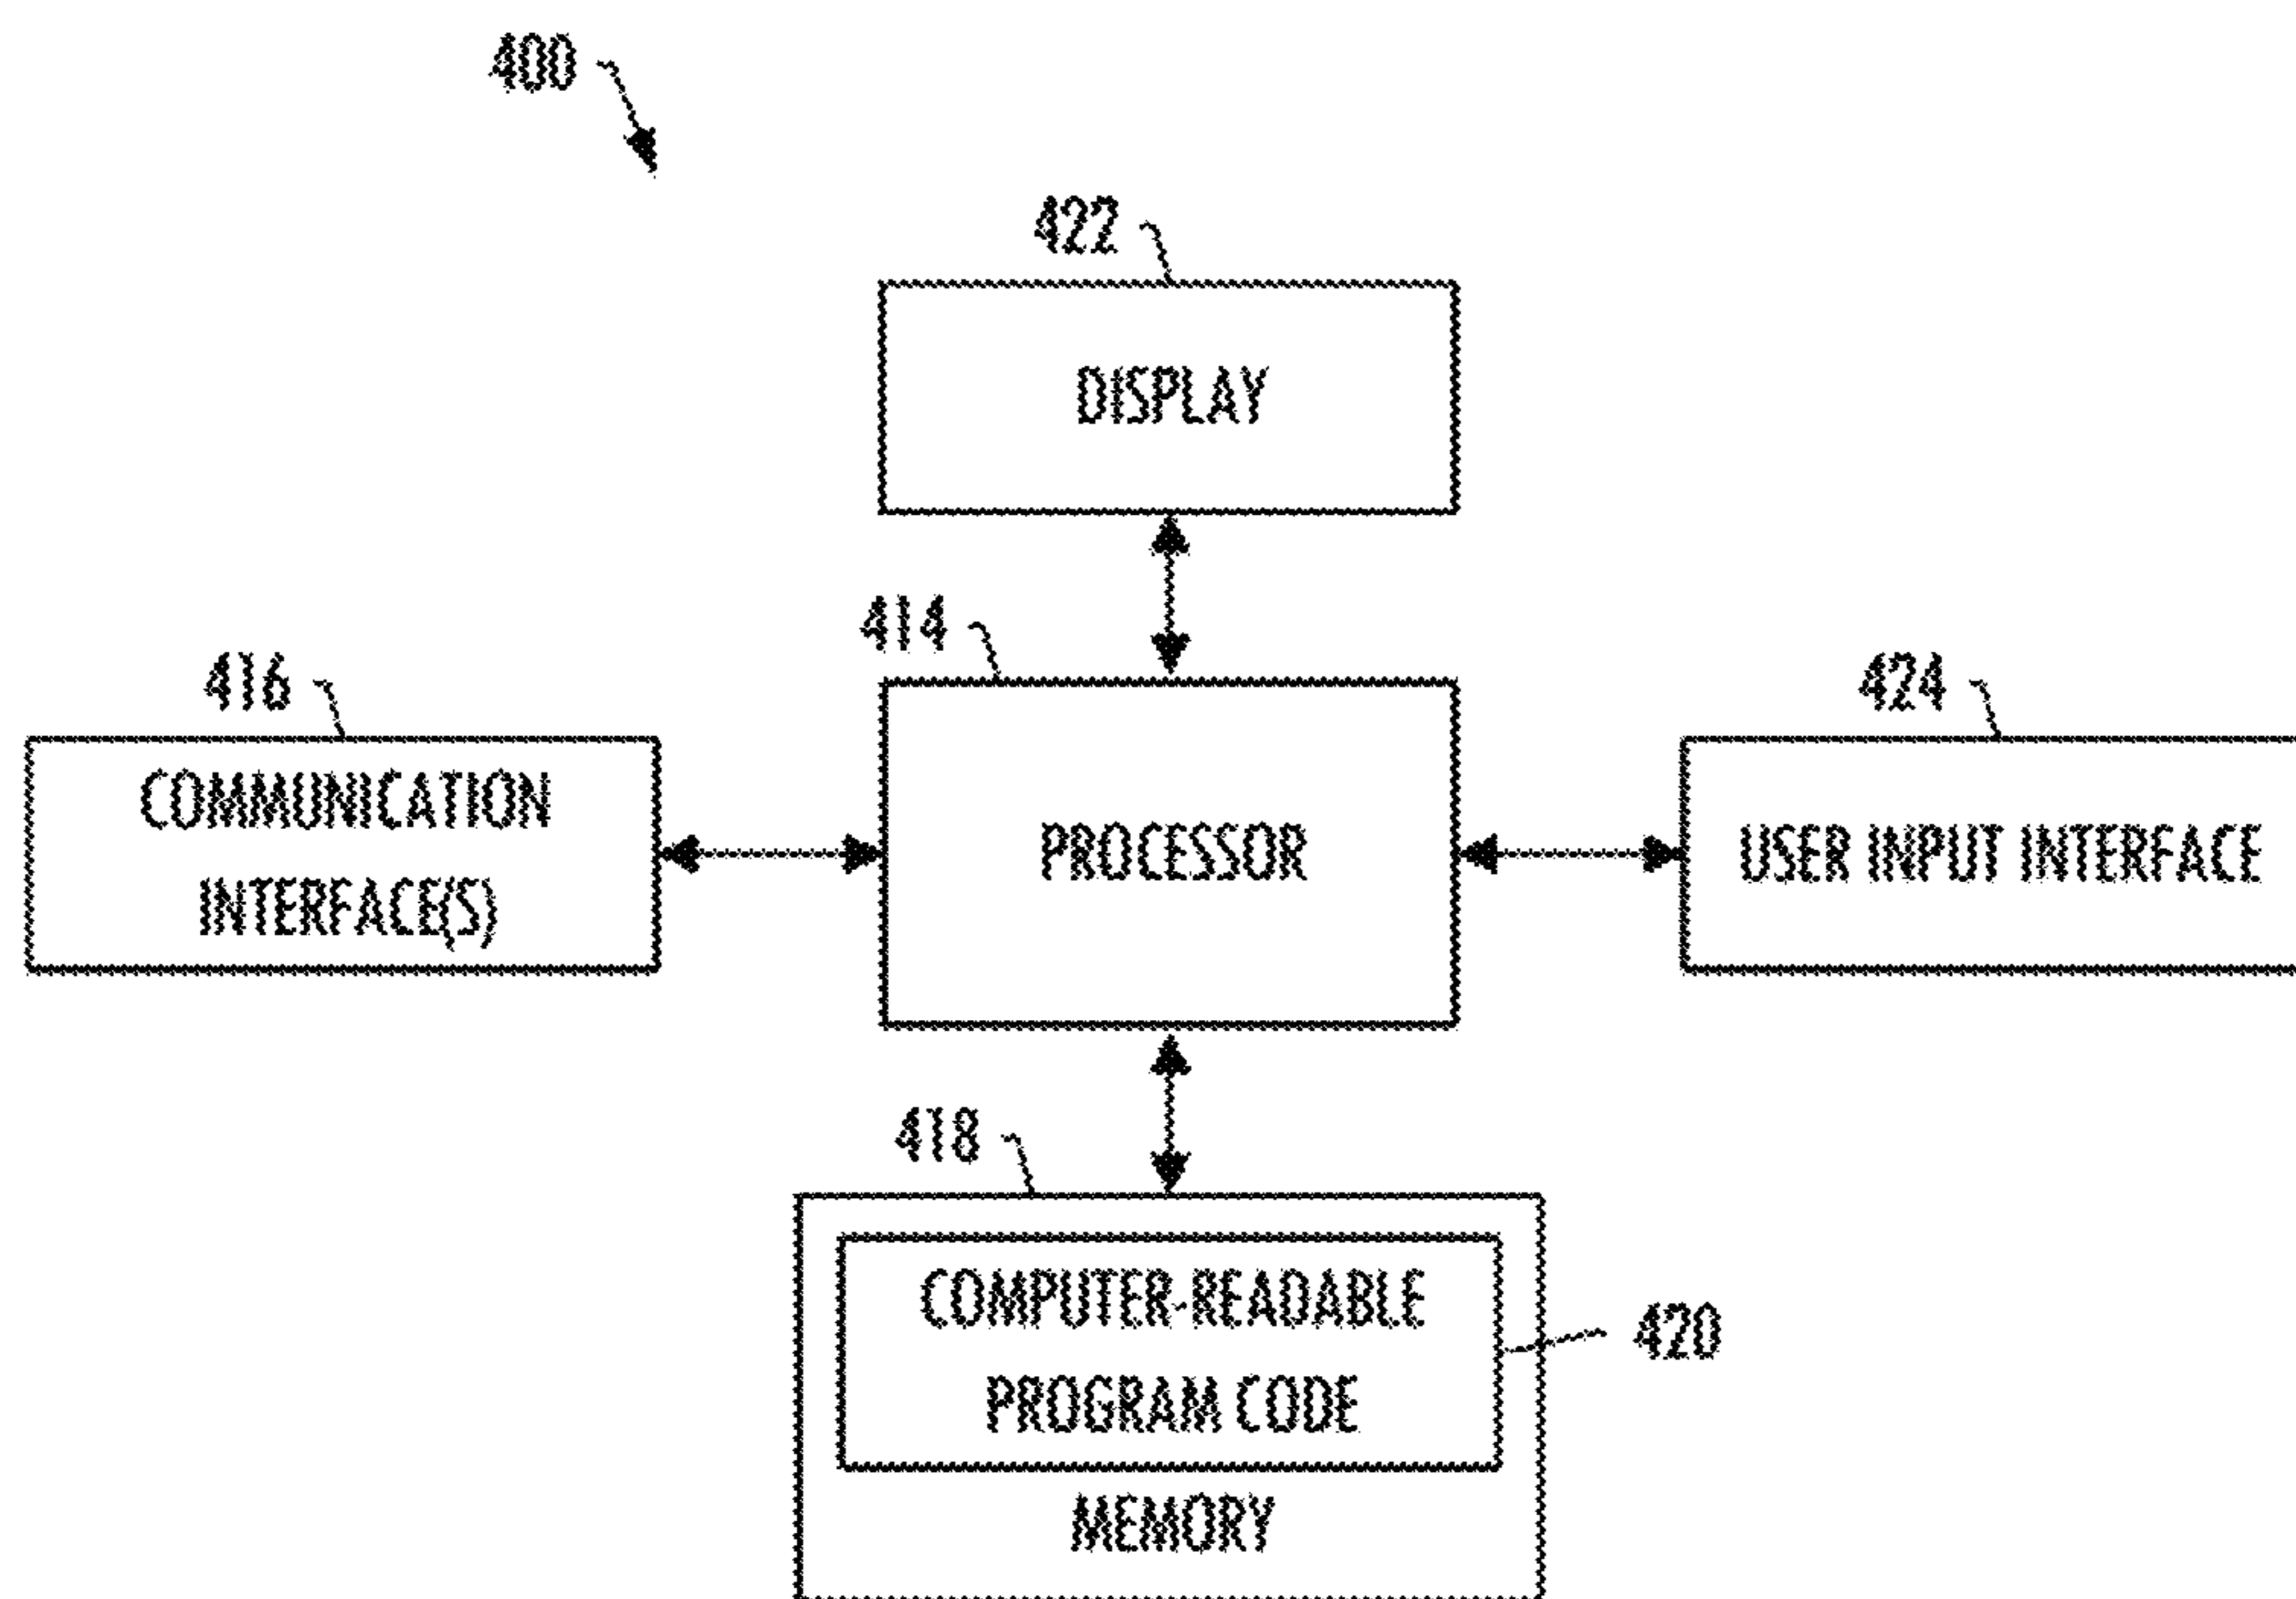 400
422
DISPLAY
414
416
424
COMMUNICATION
INTERFACE(S)
PROCESSOR
USER INPUT INTERFACE
418
COMPUTER-READABLE
PROGRAM CODE
420
MEMORY